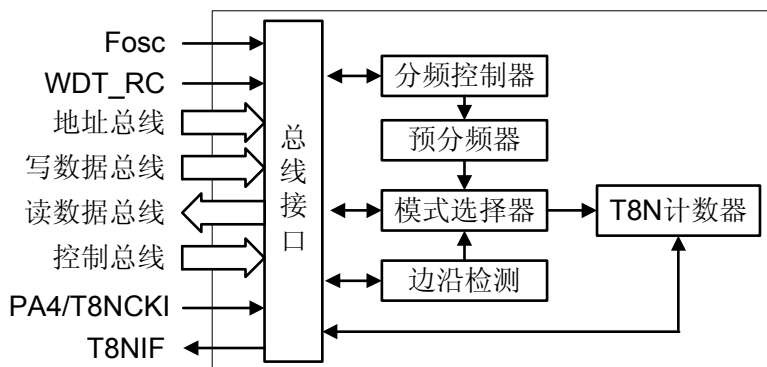 Fosc
WDT_RC
地址总线
写数据总线
读数据总线
控制总线
PA4/T8NCKI
T8NIF
总线接口
分频控制器
预分频器
模式选择器
T8N计数器
边沿检测